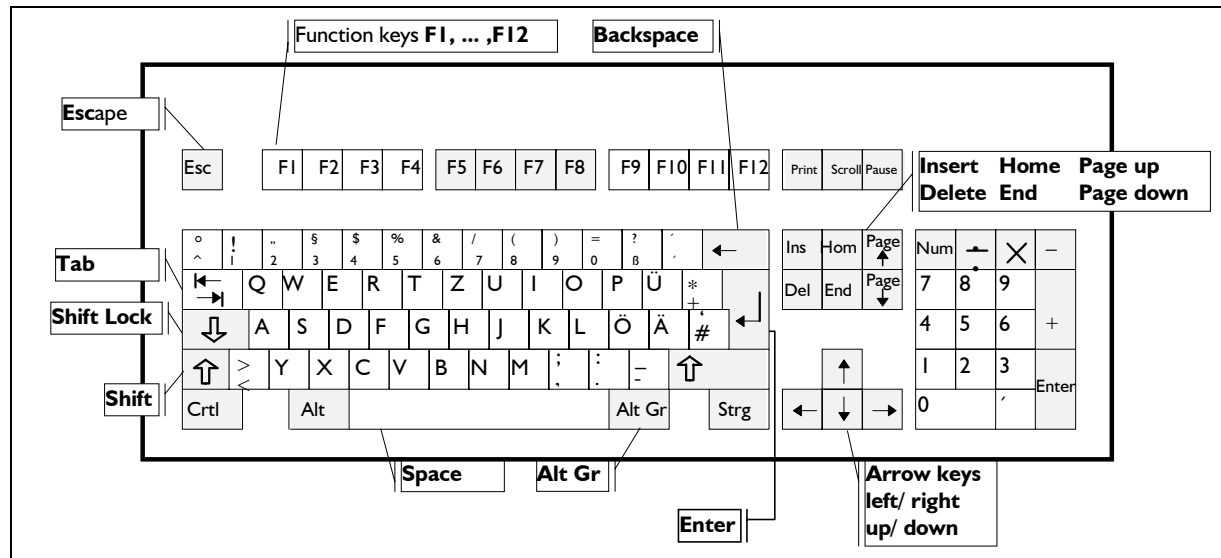 Function keys F1, ... ,F12 Backspace
Escape
Esc F1 F2 F3 F4 F5 F6 F7 F8 F9 F10 F11 F12 Print Scroll Pause
Insert Home Page up
Delete End Page down
° ! „ § $ % & / ( ) = ? ´
^ 1 2 3 4 5 6 7 8 9 0 ß ´ ←
Ins Hom Page ↑ Num ÷ × −
Tab
Q W E R T Z U I O P Ü * +
Del End Page ↓ 7 8 9
Shift Lock
A S D F G H J K L Ö Ä ' #
4 5 6 +
> < Y X C V B N M ; , : . _ -
1 2 3 Enter
Shift
Crtl Alt Alt Gr Strg
← ↑ ↓ → 0 ´
Space Alt Gr
Arrow keys
left/ right
up/ down
Enter